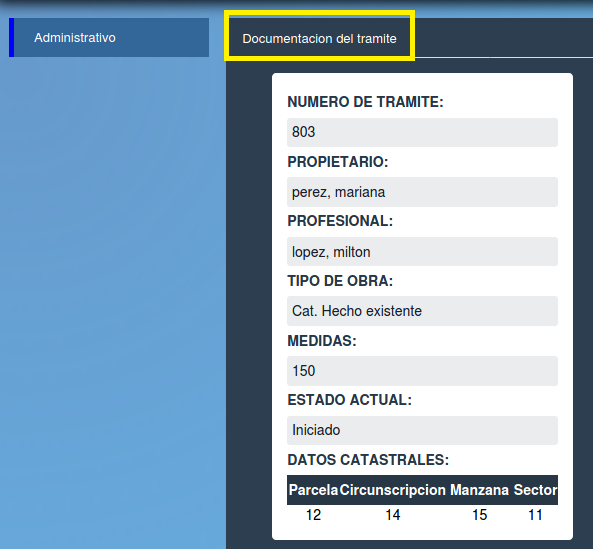 Administrativo
Documentacion del tramite
NUMERO DE TRAMITE:
803
PROPIETARIO:
perez, mariana
PROFESIONAL:
lopez, milton
TIPO DE OBRA:
Cat. Hecho existente
MEDIDAS:
150
ESTADO ACTUAL:
Iniciado
DATOS CATASTRALES:
Parcela Circunscripcion Manzana Sector
12 14 15 11